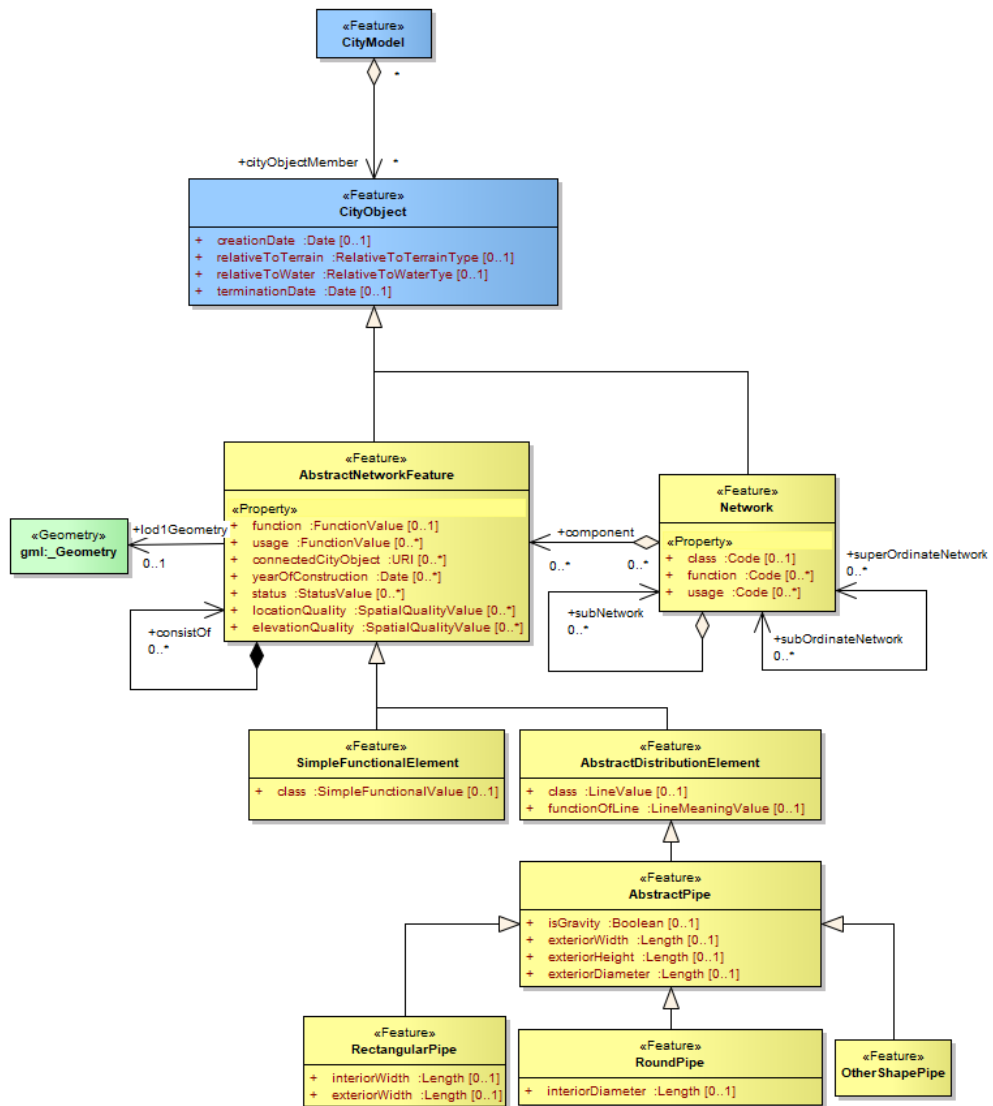 «Feature»
CityModel
*
+cityObjectMember
*
«Feature»
CityObject
+ creationDate :Date [0..1]
+ relativeToTerrain :RelativeToTerrainType [0..1]
+ relativeToWater :RelativeToWaterTye [0..1]
+ terminationDate :Date [0..1]
«Feature»
AbstractNetworkFeature
«Property»
+ function :FunctionValue [0..1]
+ usage :FunctionValue [0..*]
+ connectedCityObject :URI [0..*]
+ yearOfConstruction :Date [0..*]
+ status :StatusValue [0..*]
+ locationQuality :SpatialQualityValue [0..*]
+ elevationQuality :SpatialQualityValue [0..*]
«Geometry»
gml:_Geometry
+lod1Geometry
0..1
+consistOf
0..*
+component
0..*
0..*
«Feature»
Network
«Property»
+ class :Code [0..1]
+ function :Code [0..*]
+ usage :Code [0..*]
+superOrdinateNetwork
0..*
+subNetwork
0..*
+subOrdinateNetwork
0..*
«Feature»
SimpleFunctionalElement
+ class :SimpleFunctionalValue [0..1]
«Feature»
AbstractDistributionElement
+ class :LineValue [0..1]
+ functionOfLine :LineMeaningValue [0..1]
«Feature»
AbstractPipe
+ isGravity :Boolean [0..1]
+ exteriorWidth :Length [0..1]
+ exteriorHeight :Length [0..1]
+ exteriorDiameter :Length [0..1]
«Feature»
RectangularPipe
+ interiorWidth :Length [0..1]
+ exteriorWidth :Length [0..1]
«Feature»
RoundPipe
+ interiorDiameter :Length [0..1]
«Feature»
OtherShapePipe